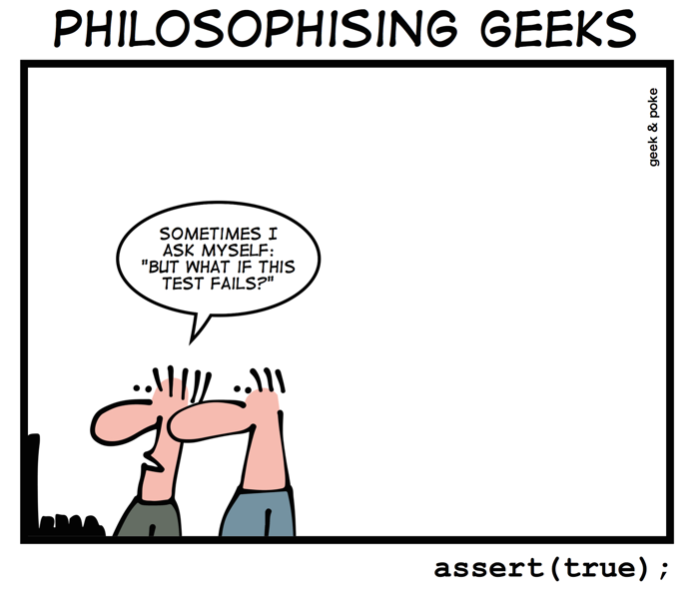 PHILOSOPHISING GEEKS
geek & poke
SOMETIMES I
ASK MYSELF:
"BUT WHAT IF THIS
TEST FAILS?"
assert(true);